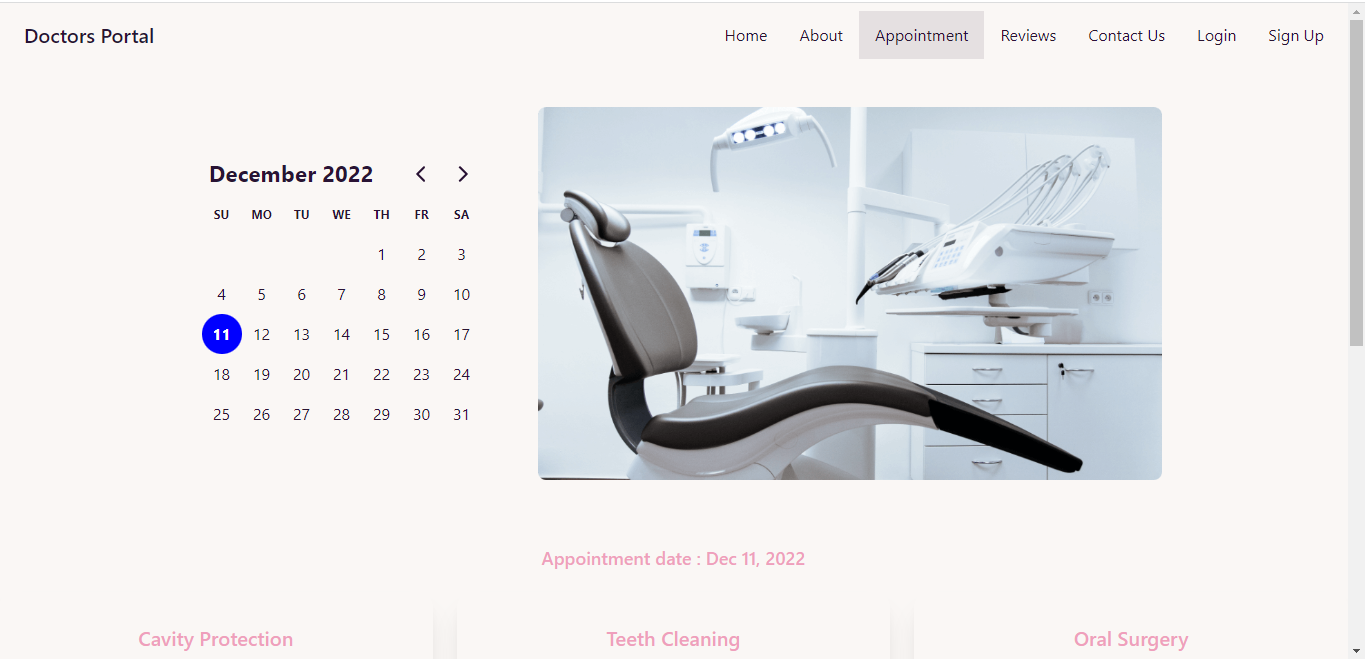 Doctors Portal Home About Appointment Reviews Contact Us Login Sign Up
December 2022
SU MO TU WE TH FR SA
1 2 3
4 5 6 7 8 9 10
11 12 13 14 15 16 17
18 19 20 21 22 23 24
25 26 27 28 29 30 31
Appointment date : Dec 11, 2022
Cavity Protection Teeth Cleaning Oral Surgery